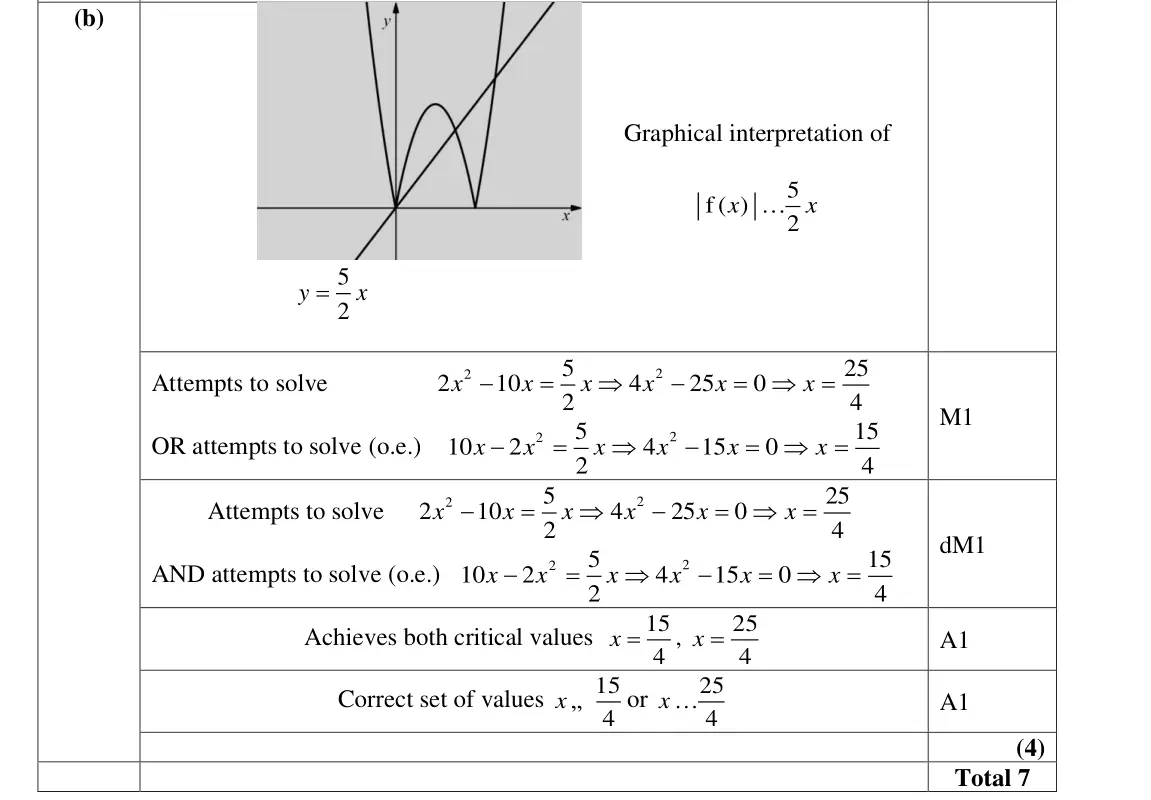 (b)
y
x
Graphical interpretation of
|f(x)|…5/2 x
y = 5/2 x
Attempts to solve 2x² − 10x = 5/2 x ⇒ 4x² − 25x = 0 ⇒ x = 25/4
OR attempts to solve (o.e.) 10x − 2x² = 5/2 x ⇒ 4x² − 15x = 0 ⇒ x = 15/4
M1
Attempts to solve 2x² − 10x = 5/2 x ⇒ 4x² − 25x = 0 ⇒ x = 25/4
AND attempts to solve (o.e.) 10x − 2x² = 5/2 x ⇒ 4x² − 15x = 0 ⇒ x = 15/4
dM1
Achieves both critical values x = 15/4, x = 25/4
A1
Correct set of values x „ 15/4 or x … 25/4
A1
(4)
Total 7